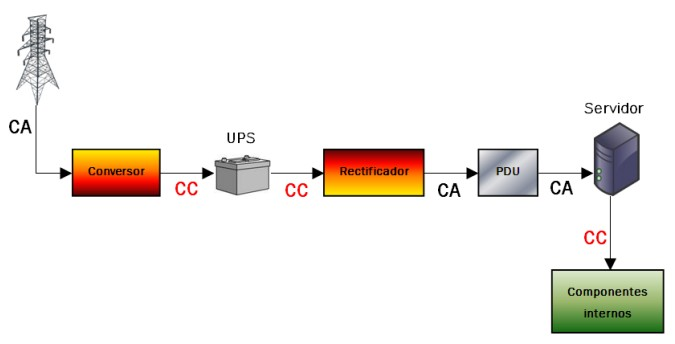 Servidor
CA
UPS
Conversor
CC
CC
Rectificador
CA
PDU
CA
CC
Componentes
internos